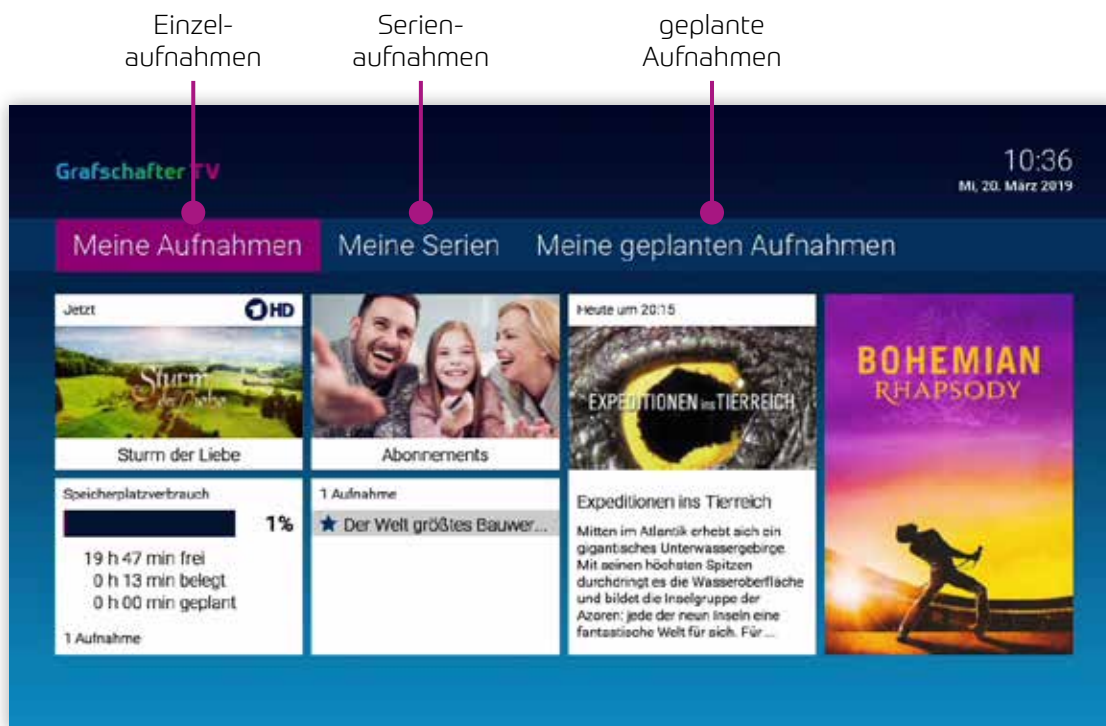 Einzel-
aufnahmen
Serien-
aufnahmen
geplante
Aufnahmen
Grafschafter TV
10:36
Mi, 20. März 2019
Meine Aufnahmen
Meine Serien
Meine geplanten Aufnahmen
Jetzt
HD
Sturm
der Liebe
Sturm der Liebe
Abonnements
Heute um 20:15
EXPEDITIONEN ins TIERREICH
BOHEMIAN
RHAPSODY
Speicherplatzverbrauch
1%
19 h 47 min frei
0 h 13 min belegt
0 h 00 min geplant
1 Aufnahme
1 Aufnahme
Der Welt größtes Bauwer...
Expeditionen ins Tierreich
Mitten im Atlantik erhebt sich ein
gigantisches Unterwassergebirge.
Mit seinen höchsten Spitzen
durchdringt es die Wasseroberfläche
und bildet die Inselgruppe der
Azoren: jede der neun Inseln eine
fantastische Welt für sich. Für ...